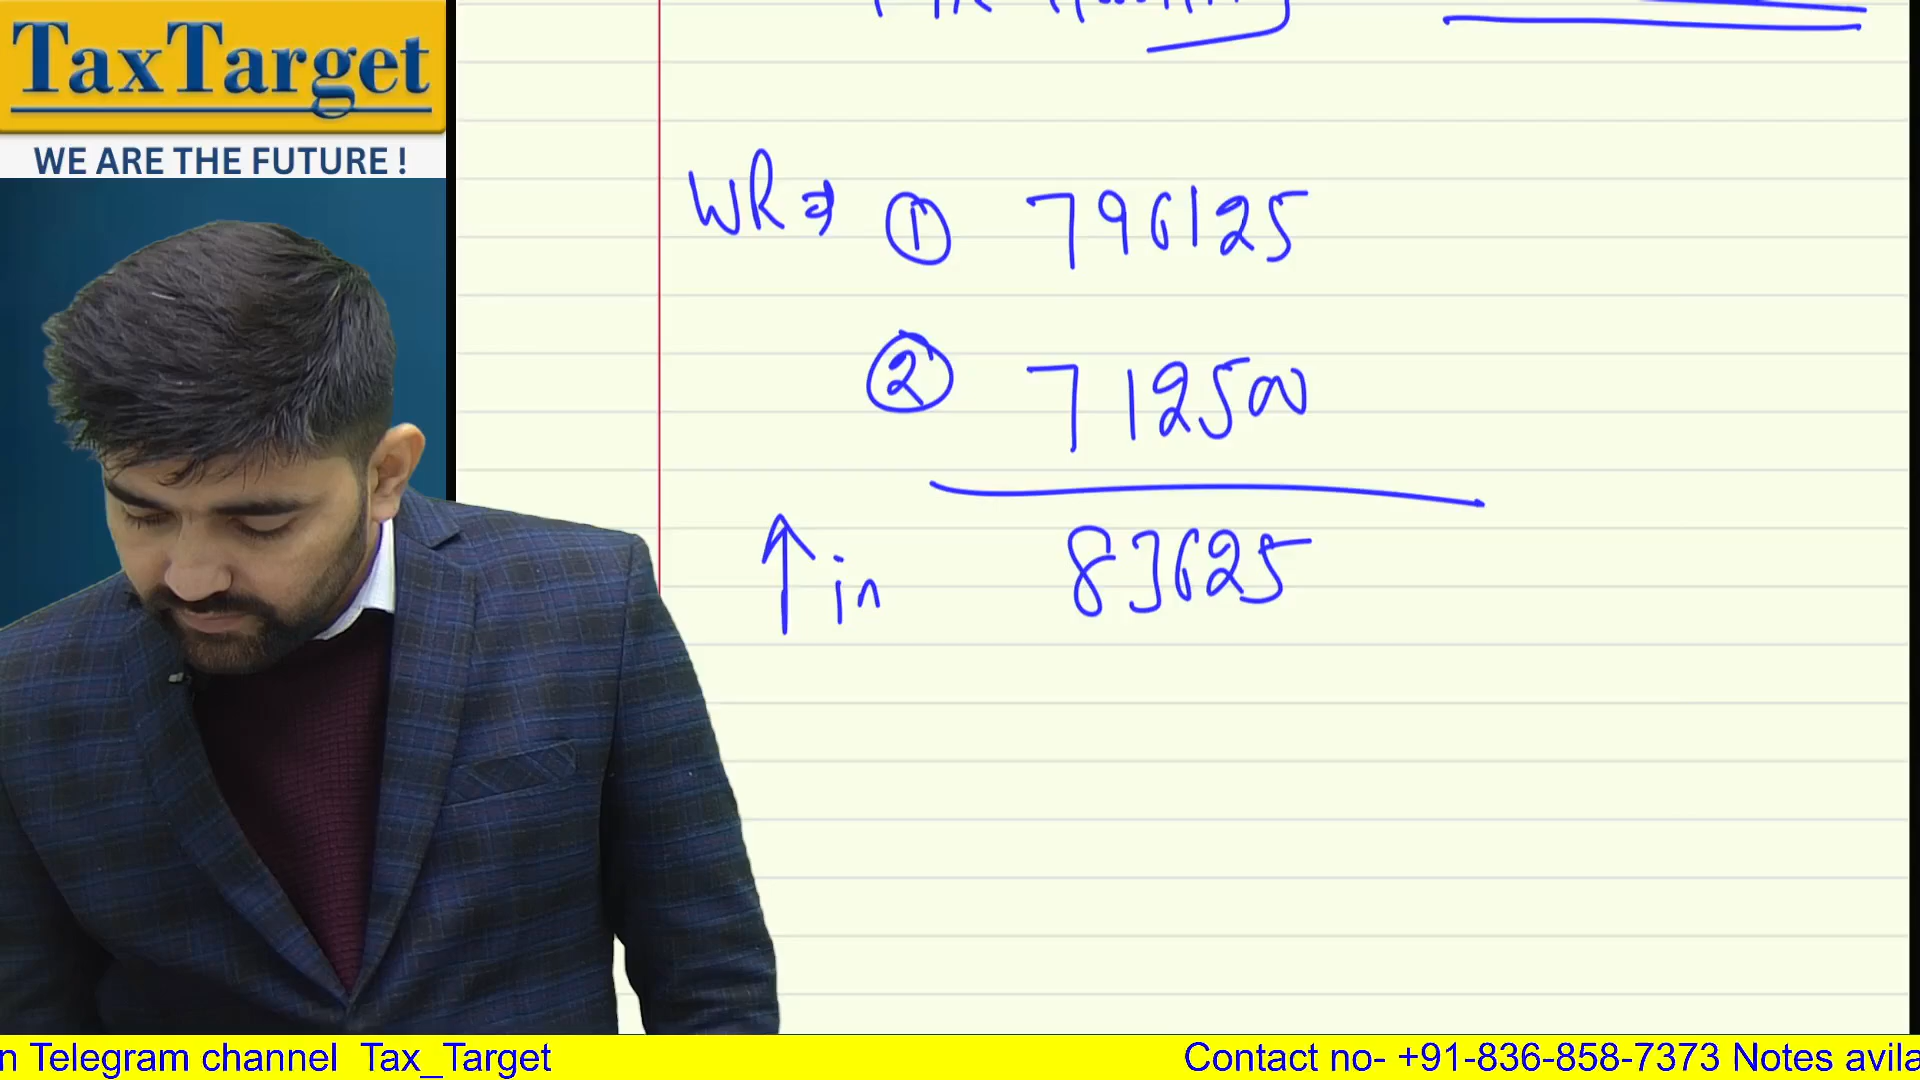 TaxTarget
WE ARE THE FUTURE !
WR ⇒ ① 796125
② 712500
↑ in 83625
n Telegram channel Tax_Target
Contact no- +91-836-858-7373 Notes avila